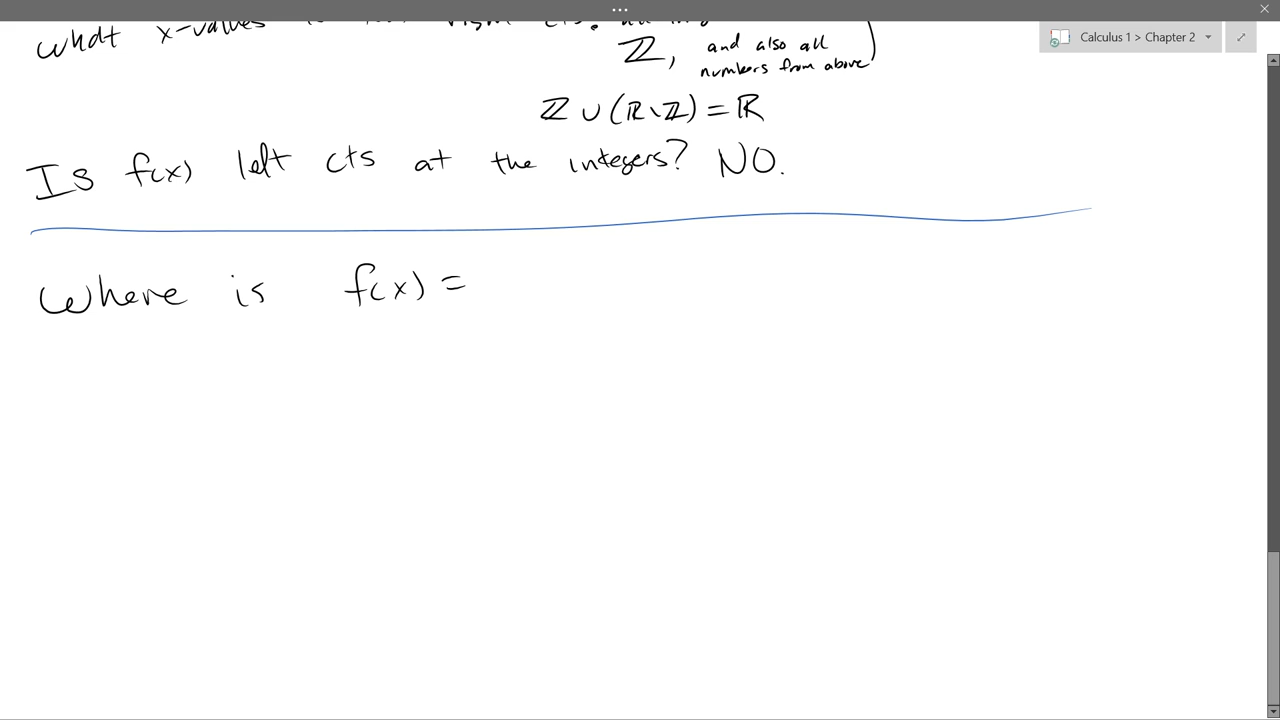 Calculus 1 > Chapter 2
what x-values
ℤ, and also all
numbers from above)
ℤ ∪ (ℝ\ℤ) = ℝ
Is f(x) left cts at the integers? NO.
Where is f(x) =